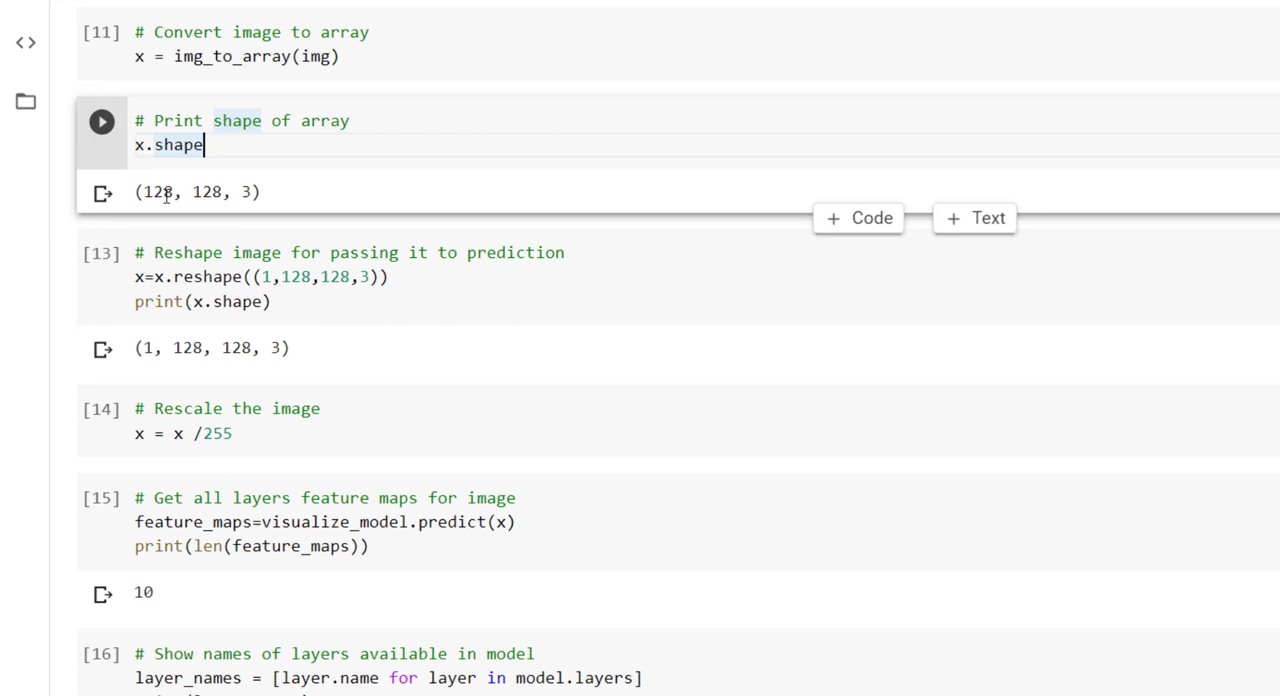 [11] # Convert image to array
x = img_to_array(img)
# Print shape of array
x.shape
(128, 128, 3)
+ Code + Text
[13] # Reshape image for passing it to prediction
x=x.reshape((1,128,128,3))
print(x.shape)
(1, 128, 128, 3)
[14] # Rescale the image
x = x /255
[15] # Get all layers feature maps for image
feature_maps=visualize_model.predict(x)
print(len(feature_maps))
10
[16] # Show names of layers available in model
layer_names = [layer.name for layer in model.layers]